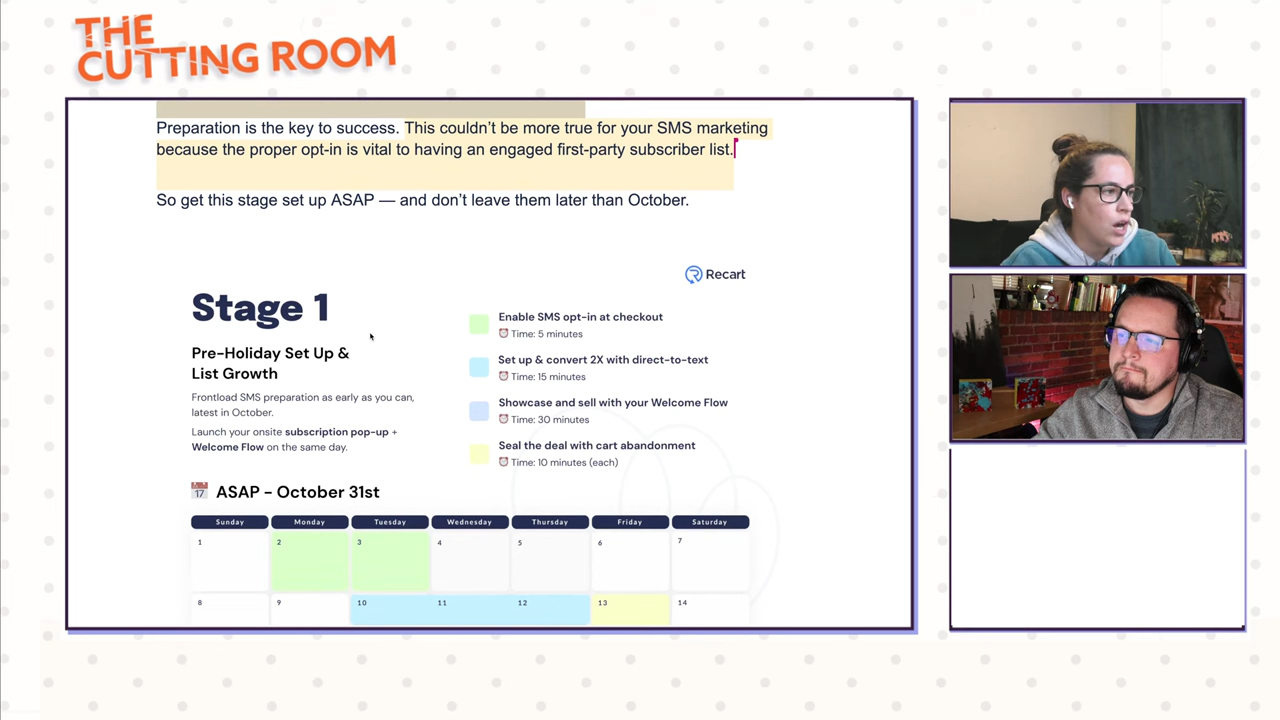 THE
CUTTING ROOM
Preparation is the key to success. This couldn't be more true for your SMS marketing
because the proper opt-in is vital to having an engaged first-party subscriber list.
So get this stage set up ASAP — and don't leave them later than October.
Recart
Stage 1
Pre-Holiday Set Up &
List Growth
Frontload SMS preparation as early as you can,
latest in October.
Launch your onsite subscription pop-up +
Welcome Flow on the same day.
Enable SMS opt-in at checkout
⏰ Time: 5 minutes
Set up & convert 2X with direct-to-text
⏰ Time: 15 minutes
Showcase and sell with your Welcome Flow
⏰ Time: 30 minutes
Seal the deal with cart abandonment
⏰ Time: 10 minutes (each)
📅 ASAP - October 31st
Sunday Monday Tuesday Wednesday Thursday Friday Saturday
1 2 3 4 5 6 7
8 9 10 11 12 13 14